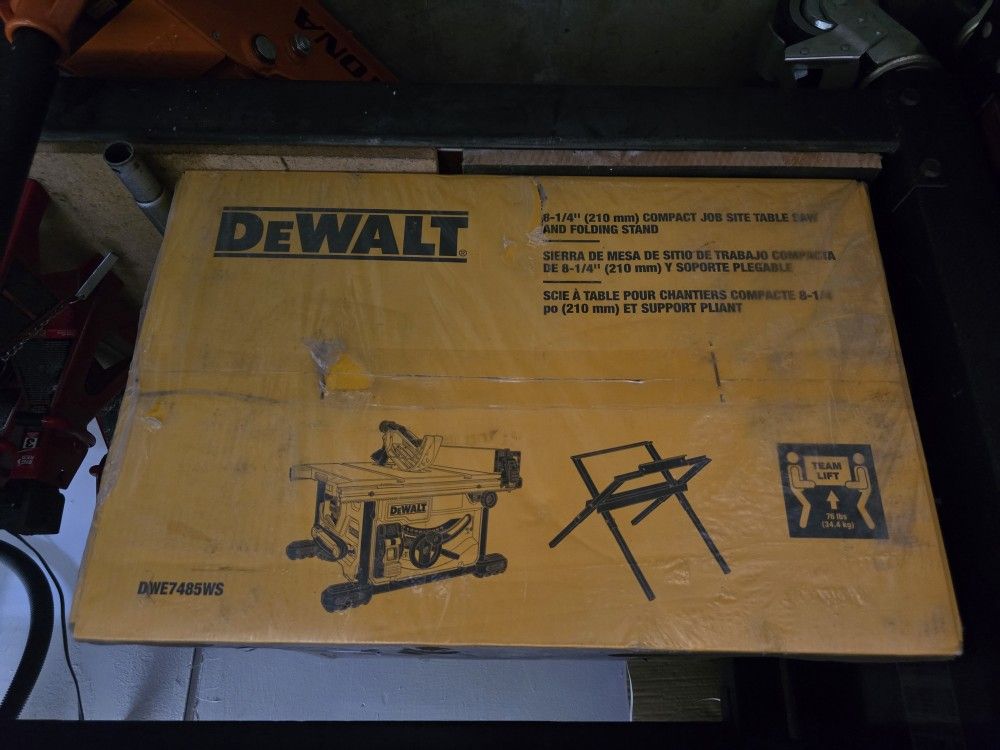 DEWALT®
8-1/4" (210 mm) COMPACT JOB SITE TABLE SAW
AND FOLDING STAND
SIERRA DE MESA DE SITIO DE TRABAJO COMPACTA
DE 8-1/4" (210 mm) Y SOPORTE PLEGABLE
SCIE À TABLE POUR CHANTIERS COMPACTE 8-1/4
po (210 mm) ET SUPPORT PLIANT
DEWALT
TEAM
LIFT
76 lbs
(34.4 kg)
DWE7485WS